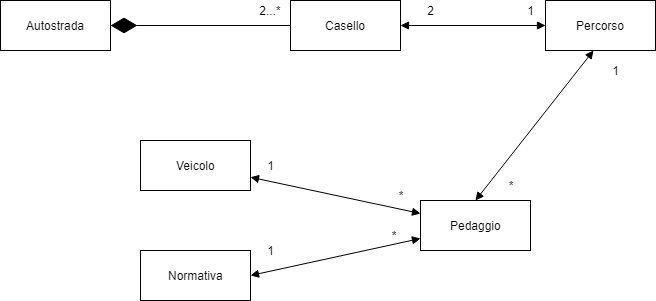 Autostrada 2...* Casello 2 1 Percorso
1
Veicolo 1
*
*
Pedaggio
*
Normativa 1